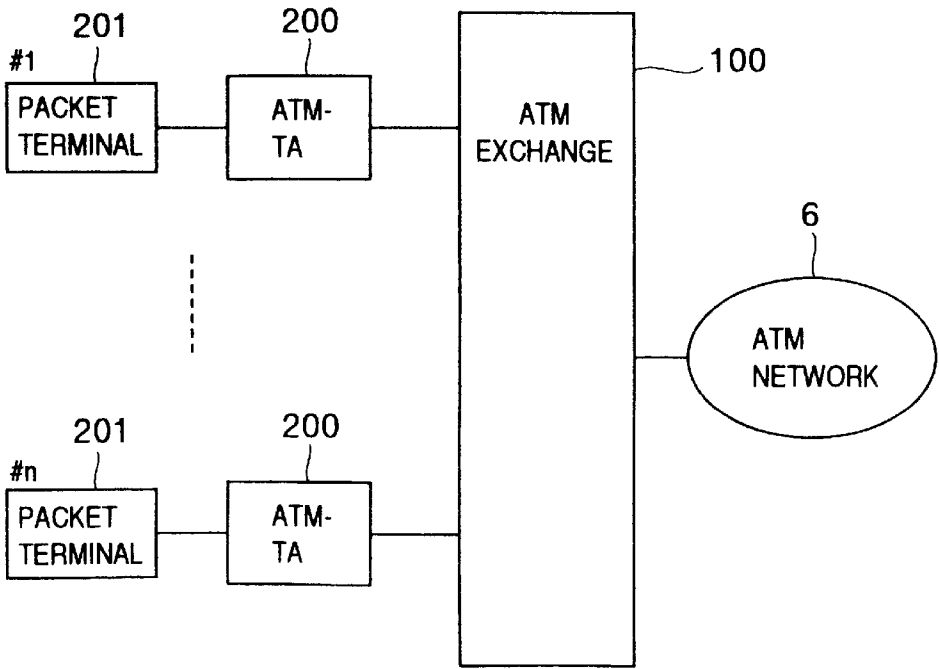 201
#1
PACKET
TERMINAL
200
ATM-
TA
ATM
EXCHANGE
100
6
ATM
NETWORK
201
#n
PACKET
TERMINAL
200
ATM-
TA